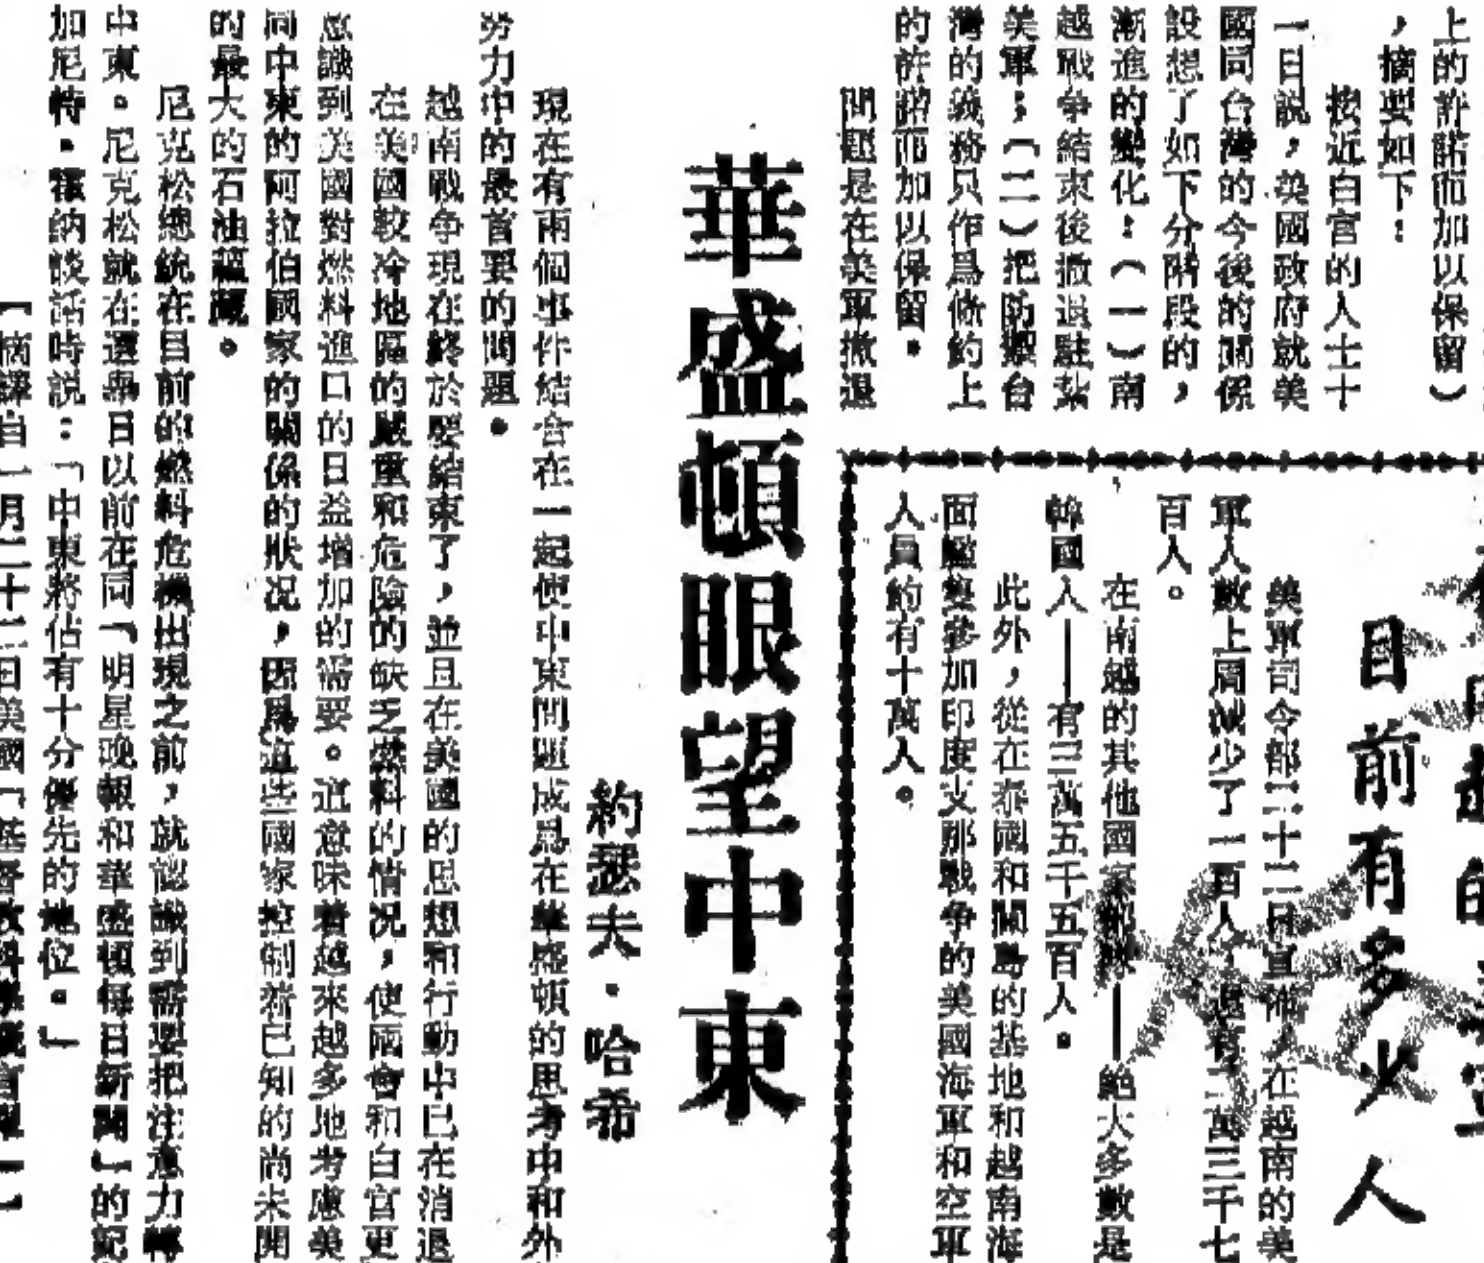 上的許諾而加以保留）
，摘要如下：
按近白宮的人士十
一日説，美國政府就美
國同台灣的今後的關係
設想了如下分階段的，
漸進的變化：（一）南
越戰争結束後撤退駐紮
美軍；（二）把防禦台
灣的義務只作爲條約上
的許諾而加以保留。
問題是在美軍撤退
目前有多少人
美軍司令部二十二日宣佈，在越南的美
軍人數上周减少了一百人，還有二萬三千七
百人。
在南越的其他國家部隊——絶大多數是
韓國人——有三萬五千五百人。
此外，從在泰國和關島的基地和越南海
面艦隻參加印度支那戰争的美國海軍和空軍
人員約有十萬人。
華盛頓眼望中東
約瑟夫·哈希
現在有兩個事件結合在一起使中東問題成爲在華盛頓的思考中和外
努力中的最首要的問題。
越南戰争現在終於要結束了，並且在美國的思想和行動中已在消退
在美國較冷地區的嚴重和危險的缺乏燃料的情况，使國會和白宮更
意識到美國對燃料進口的日益增加的需要。這意味着越來越多地考慮美
同中東的阿拉伯國家的關係的狀况，因爲這些國家控制着已知的尚未開
的最大的石油蘊藏。
尼克松總統在目前的燃料危機出現之前，就認識到需要把注意力轉
中東。尼克松就在選舉日以前在同「明星晚報和華盛頓每日新聞」的記
加尼特·霍納談話時説：「中東將佔有十分優先的地位。」
【摘譯自一月二十二日美國「基督教科學箴言報」】